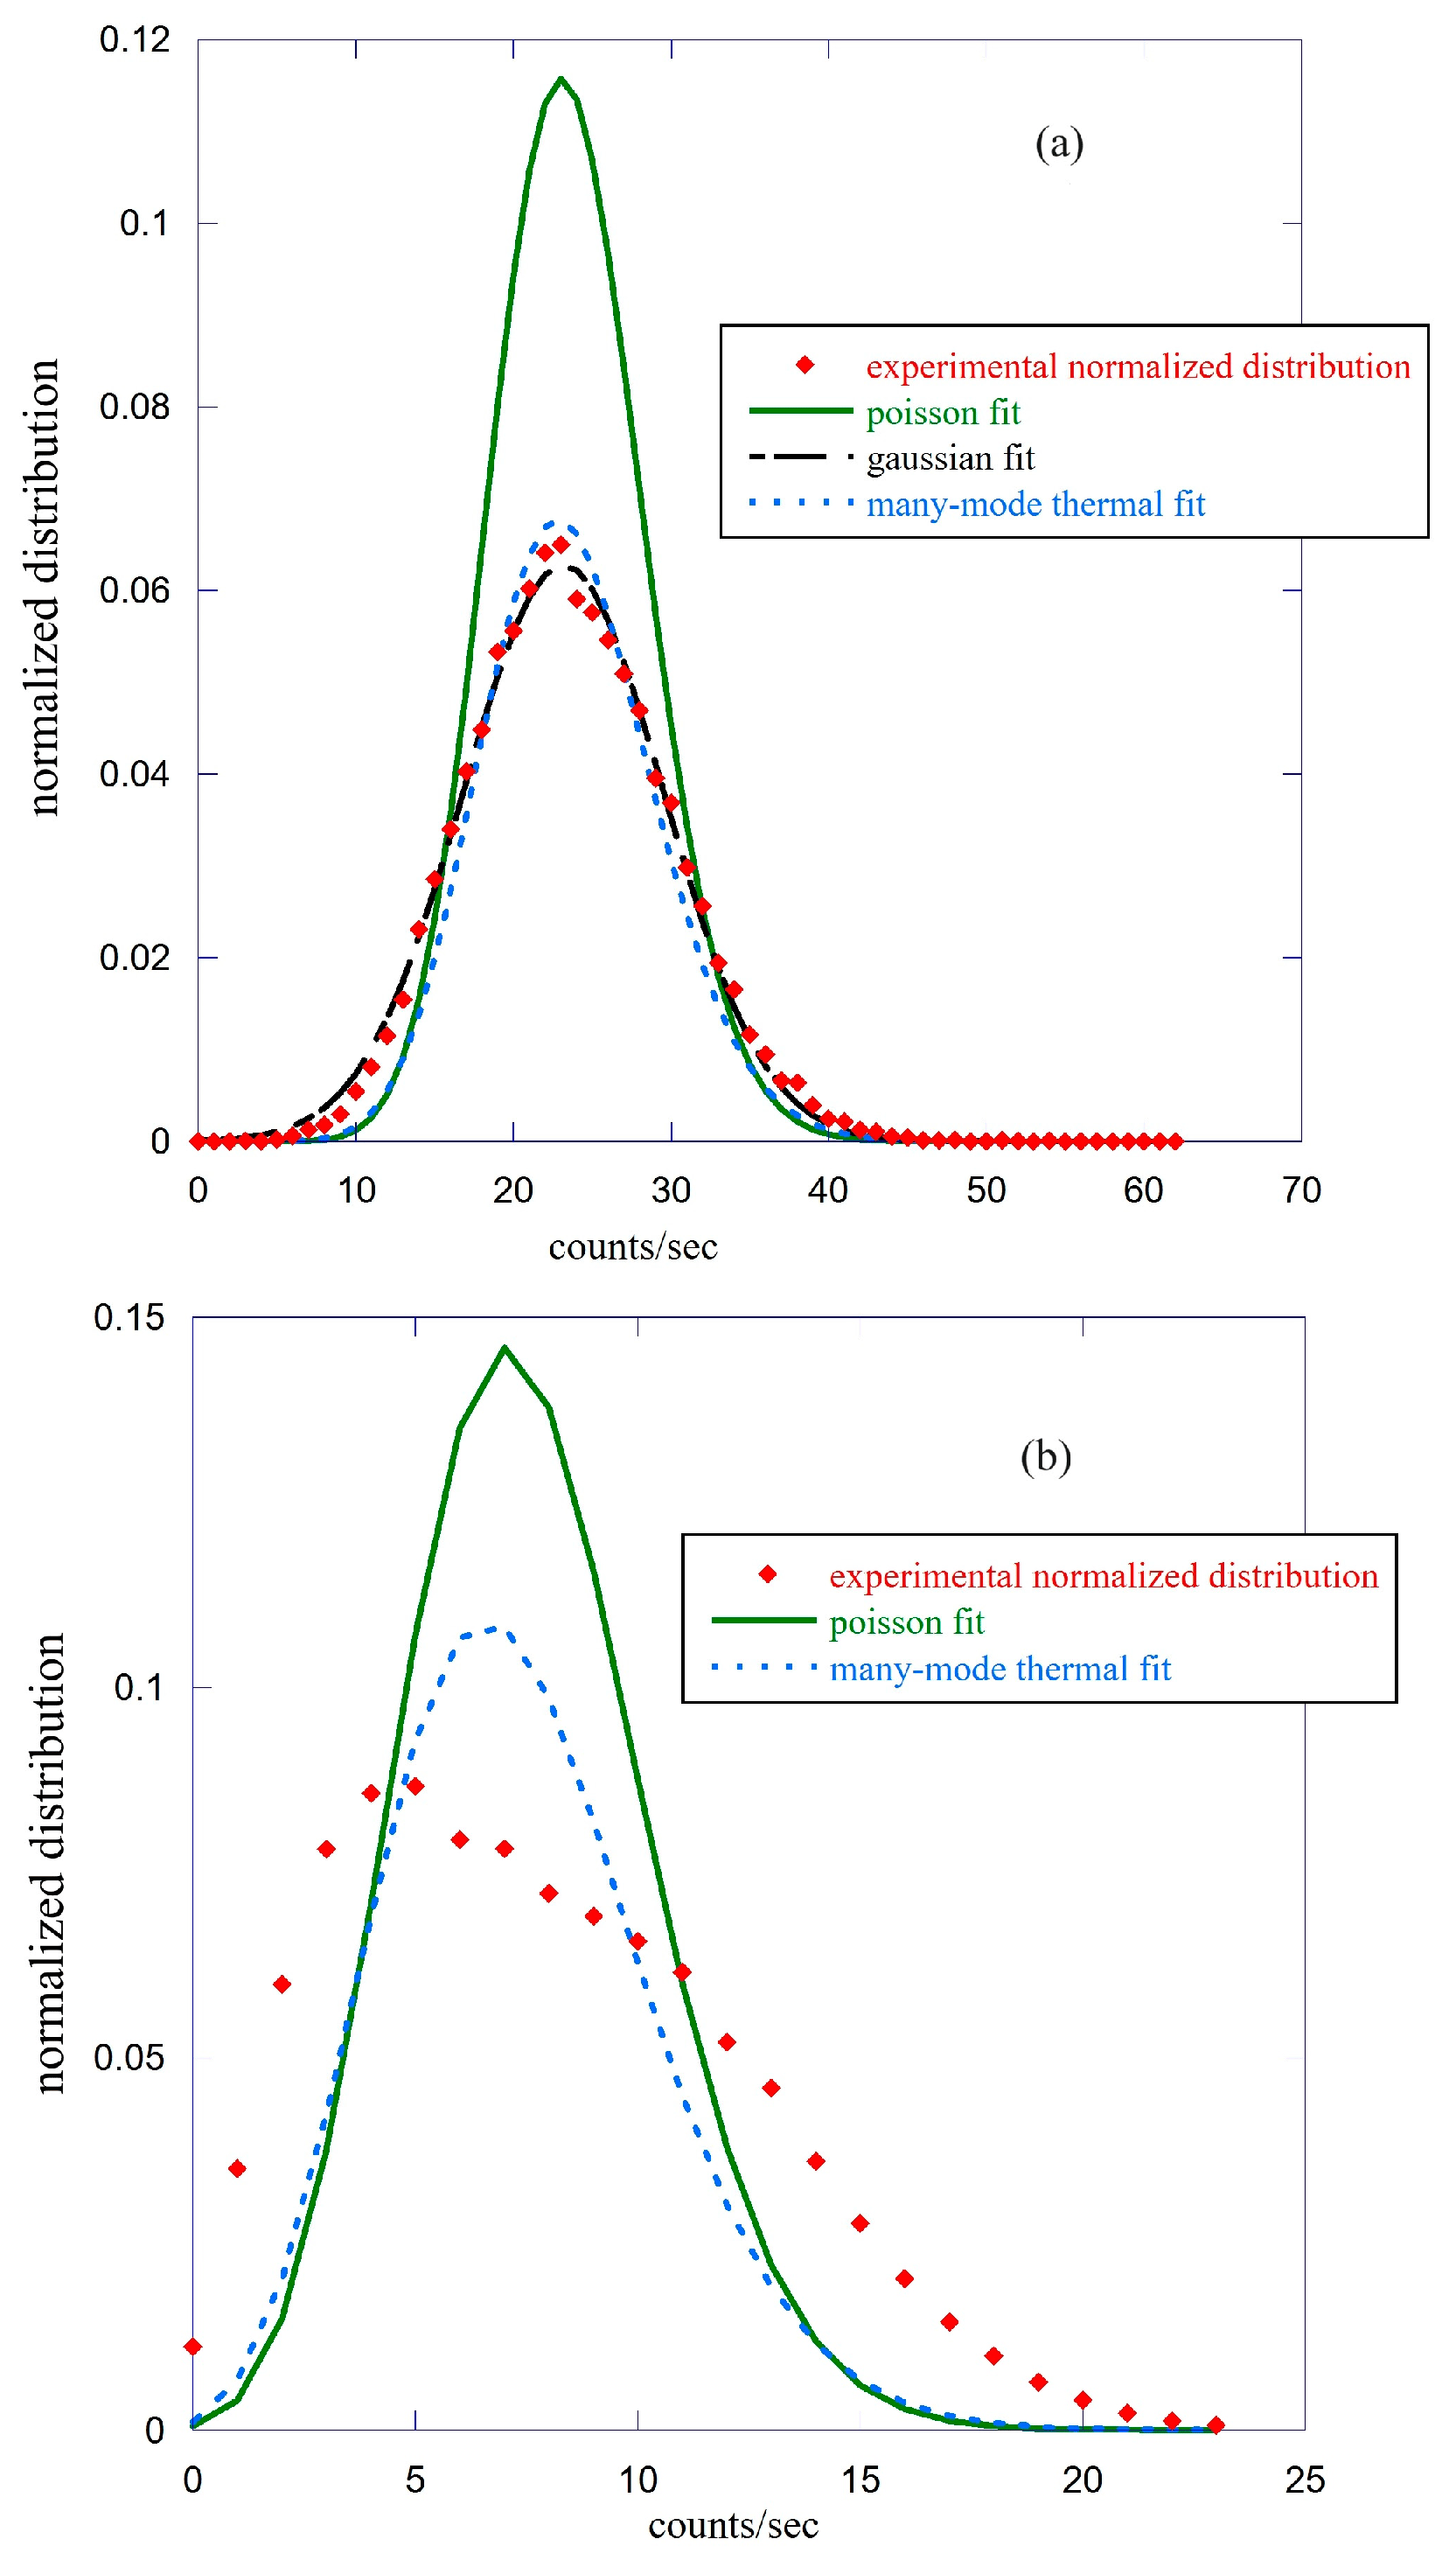 0.12
(a)
0.1
experimental normalized distribution
0.08
poisson fit
gaussian fit
many-mode thermal fit
0.06
0.04
0.02
0
normalized distribution
0 10 20 30 40 50 60 70
counts/sec
0.15
(b)
experimental normalized distribution
poisson fit
many-mode thermal fit
0.1
0.05
0
normalized distribution
0 5 10 15 20 25
counts/sec